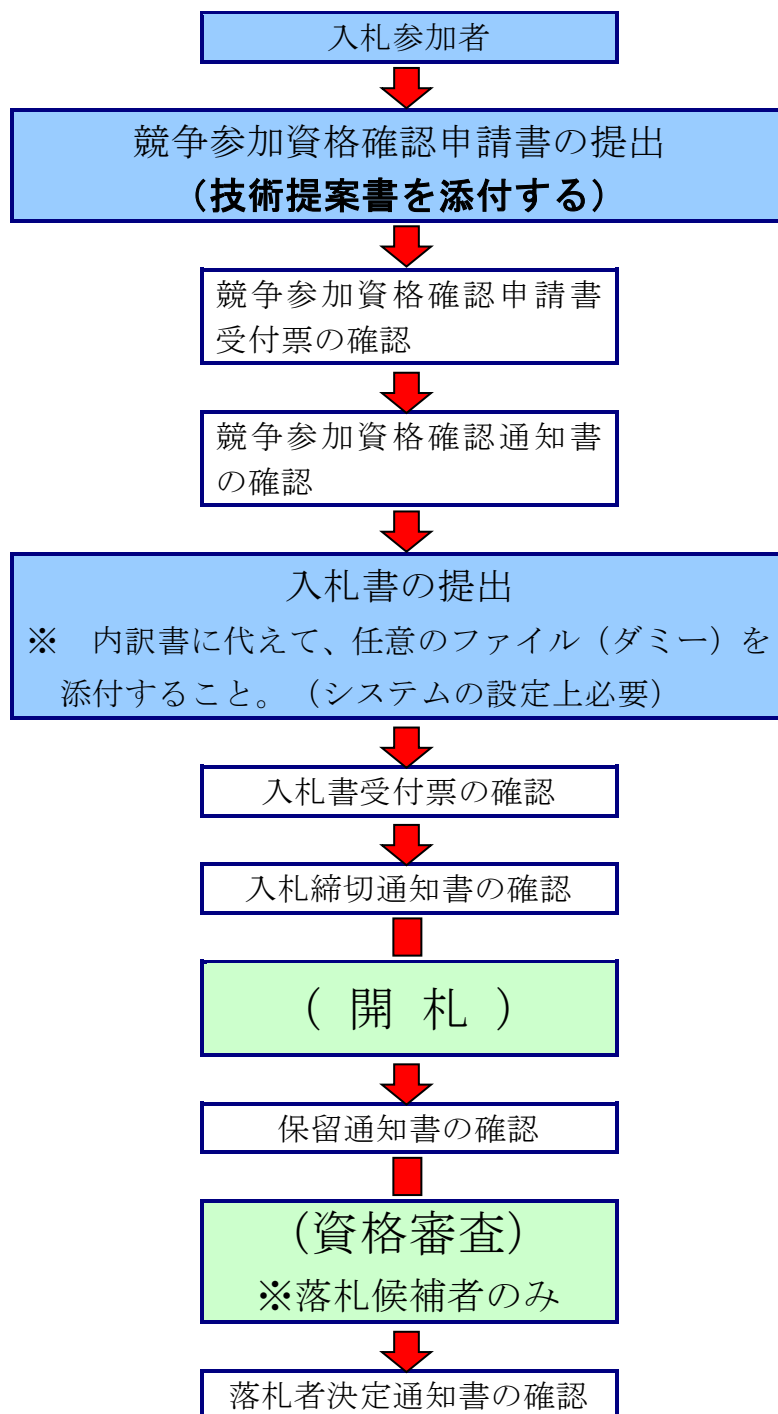 入札参加者
競争参加資格確認申請書の提出
（技術提案書を添付する）
競争参加資格確認申請書
受付票の確認
競争参加資格確認通知書
の確認
入札書の提出
※　内訳書に代えて、任意のファイル（ダミー）を
添付すること。（システムの設定上必要）
入札書受付票の確認
入札締切通知書の確認
（ 開 札 ）
保留通知書の確認
（資格審査）
※落札候補者のみ
落札者決定通知書の確認